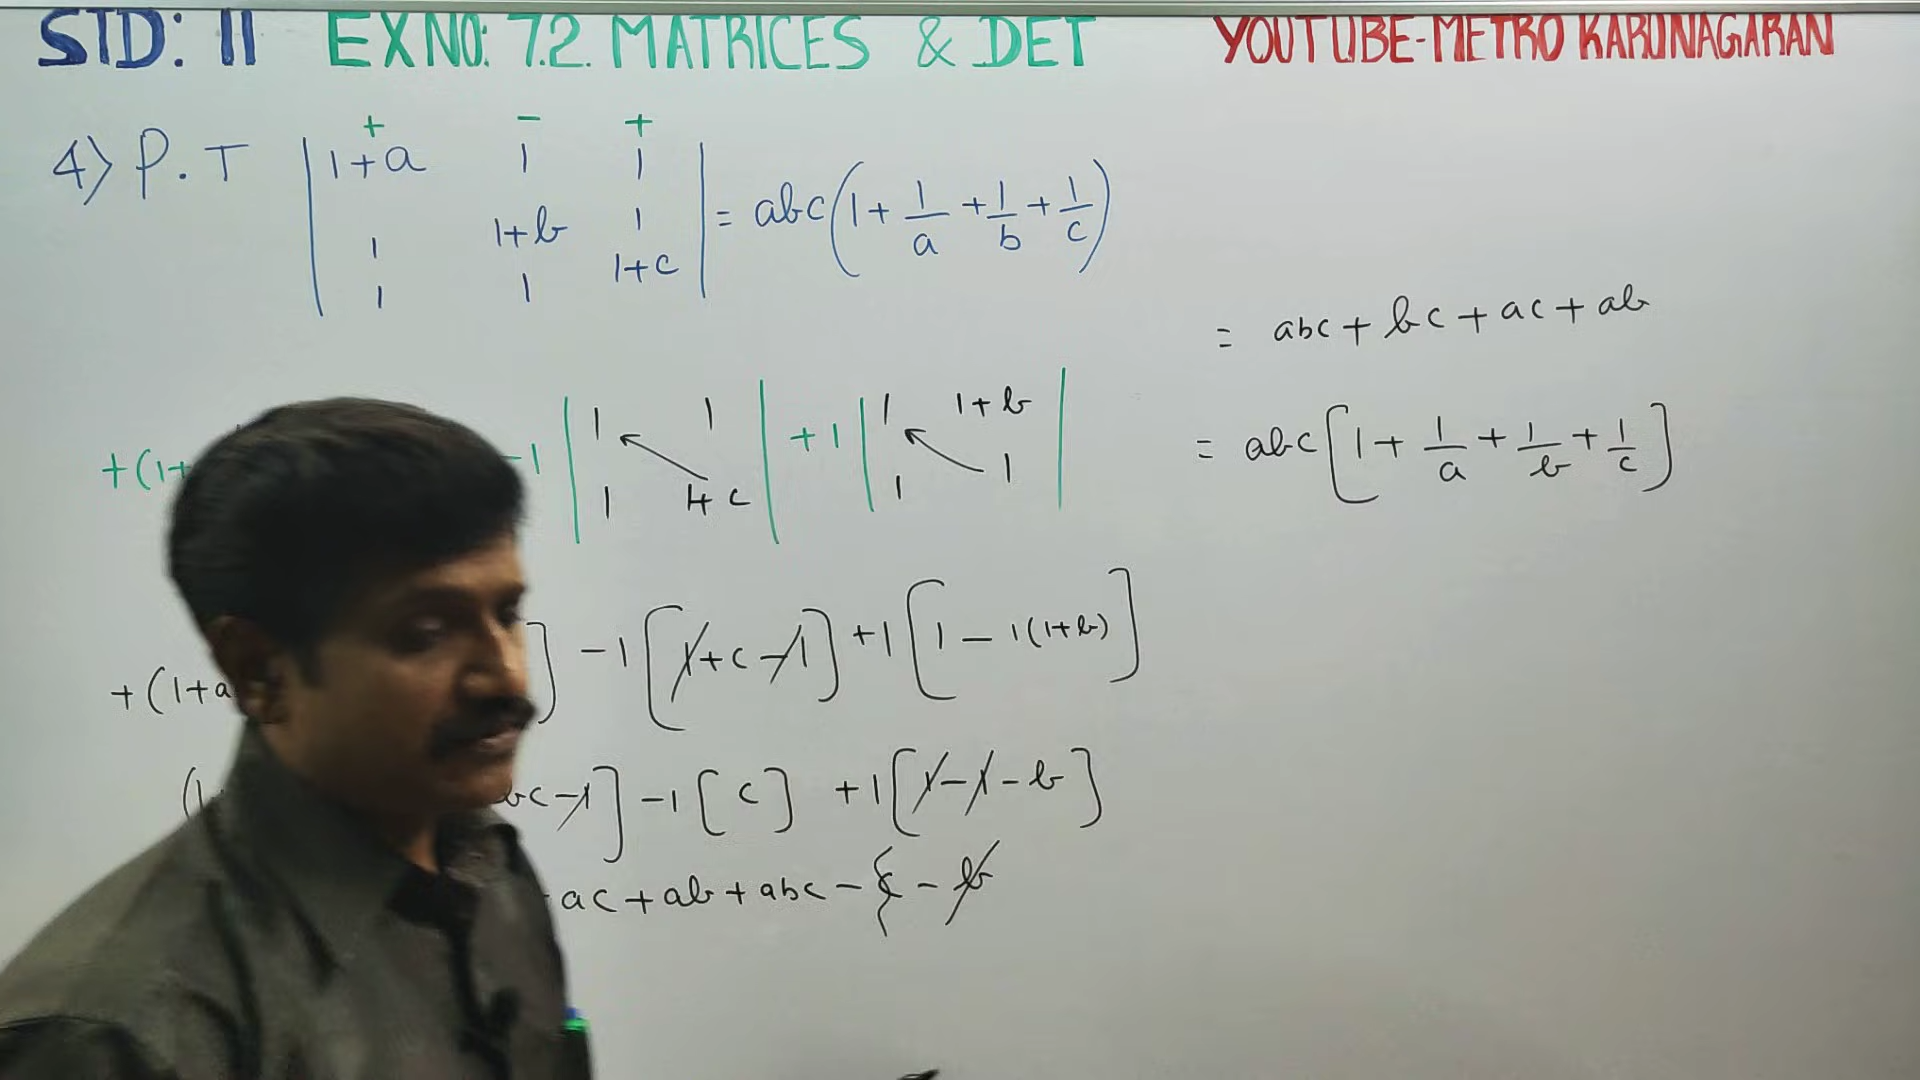 STD: 11 EX NO: 7.2. MATRICES & DET YOUTUBE-METRO KARUNAGARAN
+ - +
4) P.T | 1+a 1 1 |
| 1 1+b 1 | = abc(1 + 1/a + 1/b + 1/c)
| 1 1 1+c |
+(1+ -1 | 1 1 | +1 | 1 1+b |
| 1 1+c | | 1 1 |
+(1+a ] -1 [1+c-1] +1 [1 - 1(1+b)]
(1 bc-1] -1 [c] +1 [1-1-b]
ac + ab + abc - c - b
= abc + bc + ac + ab
= abc [1 + 1/a + 1/b + 1/c]